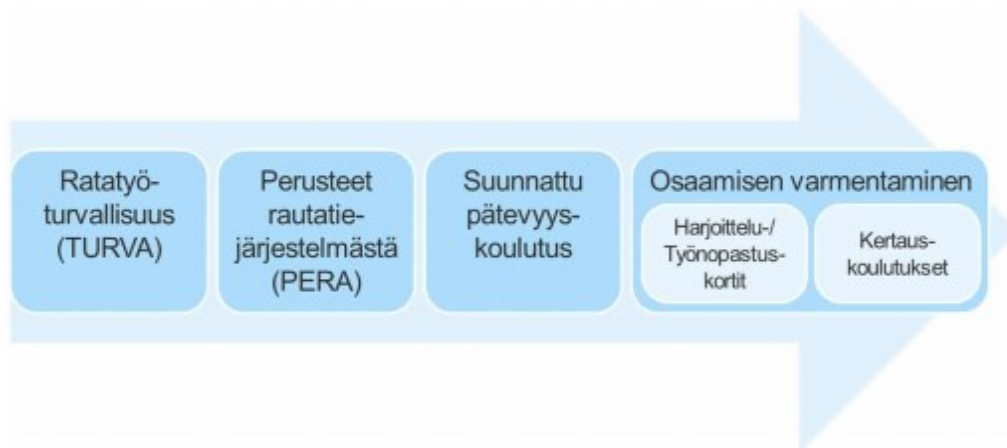 Ratatyö-
turvallisuus
(TURVA)
Perusteet
rautatie-
järjestelmästä
(PERA)
Suunnattu
pätevyys-
koulutus
Osaamisen varmentaminen
Harjoittelu-/
Työnopastus-
kortit
Kertaus-
koulutukset